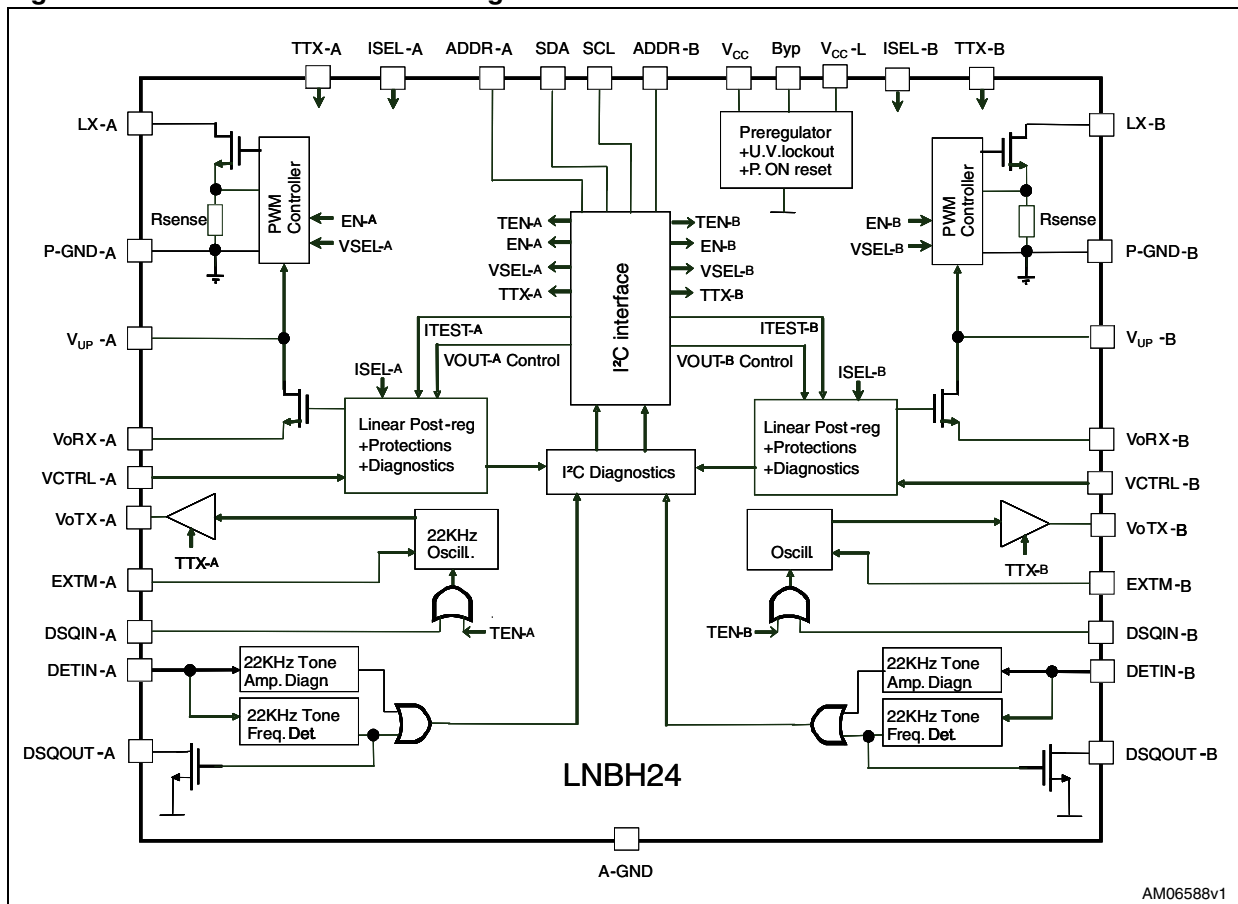 TTX-A
ISEL-A
ADDR-A
SDA
SCL
ADDR-B
VCC
Byp
VCC-L
ISEL-B
TTX-B
LX-A
LX-B
Preregulator
+U.V.lockout
+P. ON reset
PWM
Controller
PWM
Controller
Rsense
Rsense
EN-A
VSEL-A
TEN-A
EN-A
VSEL-A
TTX-A
I²C interface
TEN-B
EN-B
VSEL-B
TTX-B
EN-B
VSEL-B
P-GND-A
P-GND-B
VUP -A
VUP -B
ITEST-A
VOUT-A Control
ITEST-B
VOUT-B Control
ISEL-A
ISEL-B
Linear Post-reg
+Protections
+Diagnostics
Linear Post-reg
+Protections
+Diagnostics
VoRX-A
VoRX-B
I²C Diagnostics
VCTRL-A
VCTRL-B
VoTX-A
VoTX-B
TTX-A
22KHz
Oscill..
Oscill.
TTX-B
EXTM-A
EXTM-B
DSQIN-A
TEN-A
TEN-B
DSQIN-B
DETIN-A
22KHz Tone
Amp. Diagn.
22KHz Tone
Amp. Diagn.
DETIN-B
22KHz Tone
Freq. Det.
22KHz Tone
Freq. Det.
DSQOUT-A
DSQOUT-B
LNBH24
A-GND
AM06588v1